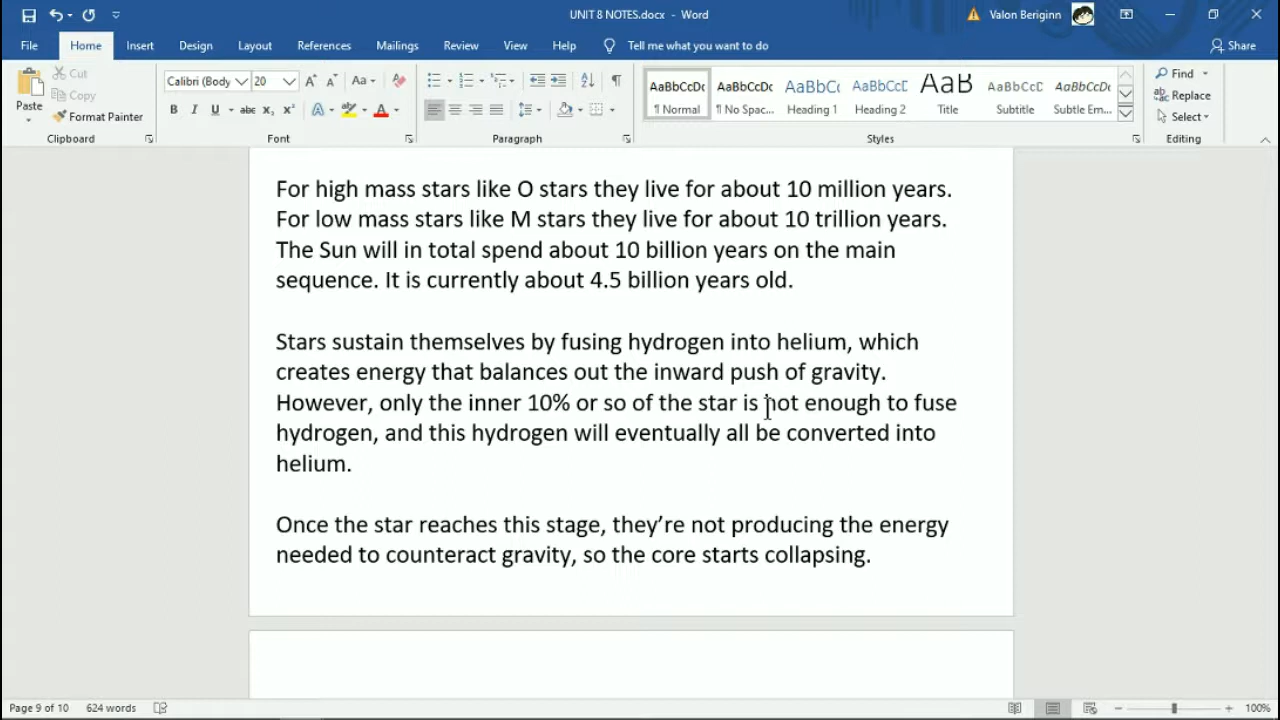 UNIT 8 NOTES.docx - Word
Valon Beriginn
File Home Insert Design Layout References Mailings Review View Help Tell me what you want to do Share
Paste
Cut
Copy
Format Painter
Clipboard
Calibri (Body 20 Aa
B I U abc x₂ x² A ab A
Font
Paragraph
AaBbCcDc AaBbCcDc AaBbCc AaBbCcD AaB AaBbCcD AaBbCcDc
¶ Normal ¶ No Spac... Heading 1 Heading 2 Title Subtitle Subtle Em...
Styles
Find
Replace
Select
Editing
For high mass stars like O stars they live for about 10 million years.
For low mass stars like M stars they live for about 10 trillion years.
The Sun will in total spend about 10 billion years on the main
sequence. It is currently about 4.5 billion years old.
Stars sustain themselves by fusing hydrogen into helium, which
creates energy that balances out the inward push of gravity.
However, only the inner 10% or so of the star is not enough to fuse
hydrogen, and this hydrogen will eventually all be converted into
helium.
Once the star reaches this stage, they’re not producing the energy
needed to counteract gravity, so the core starts collapsing.
Page 9 of 10 624 words 100%